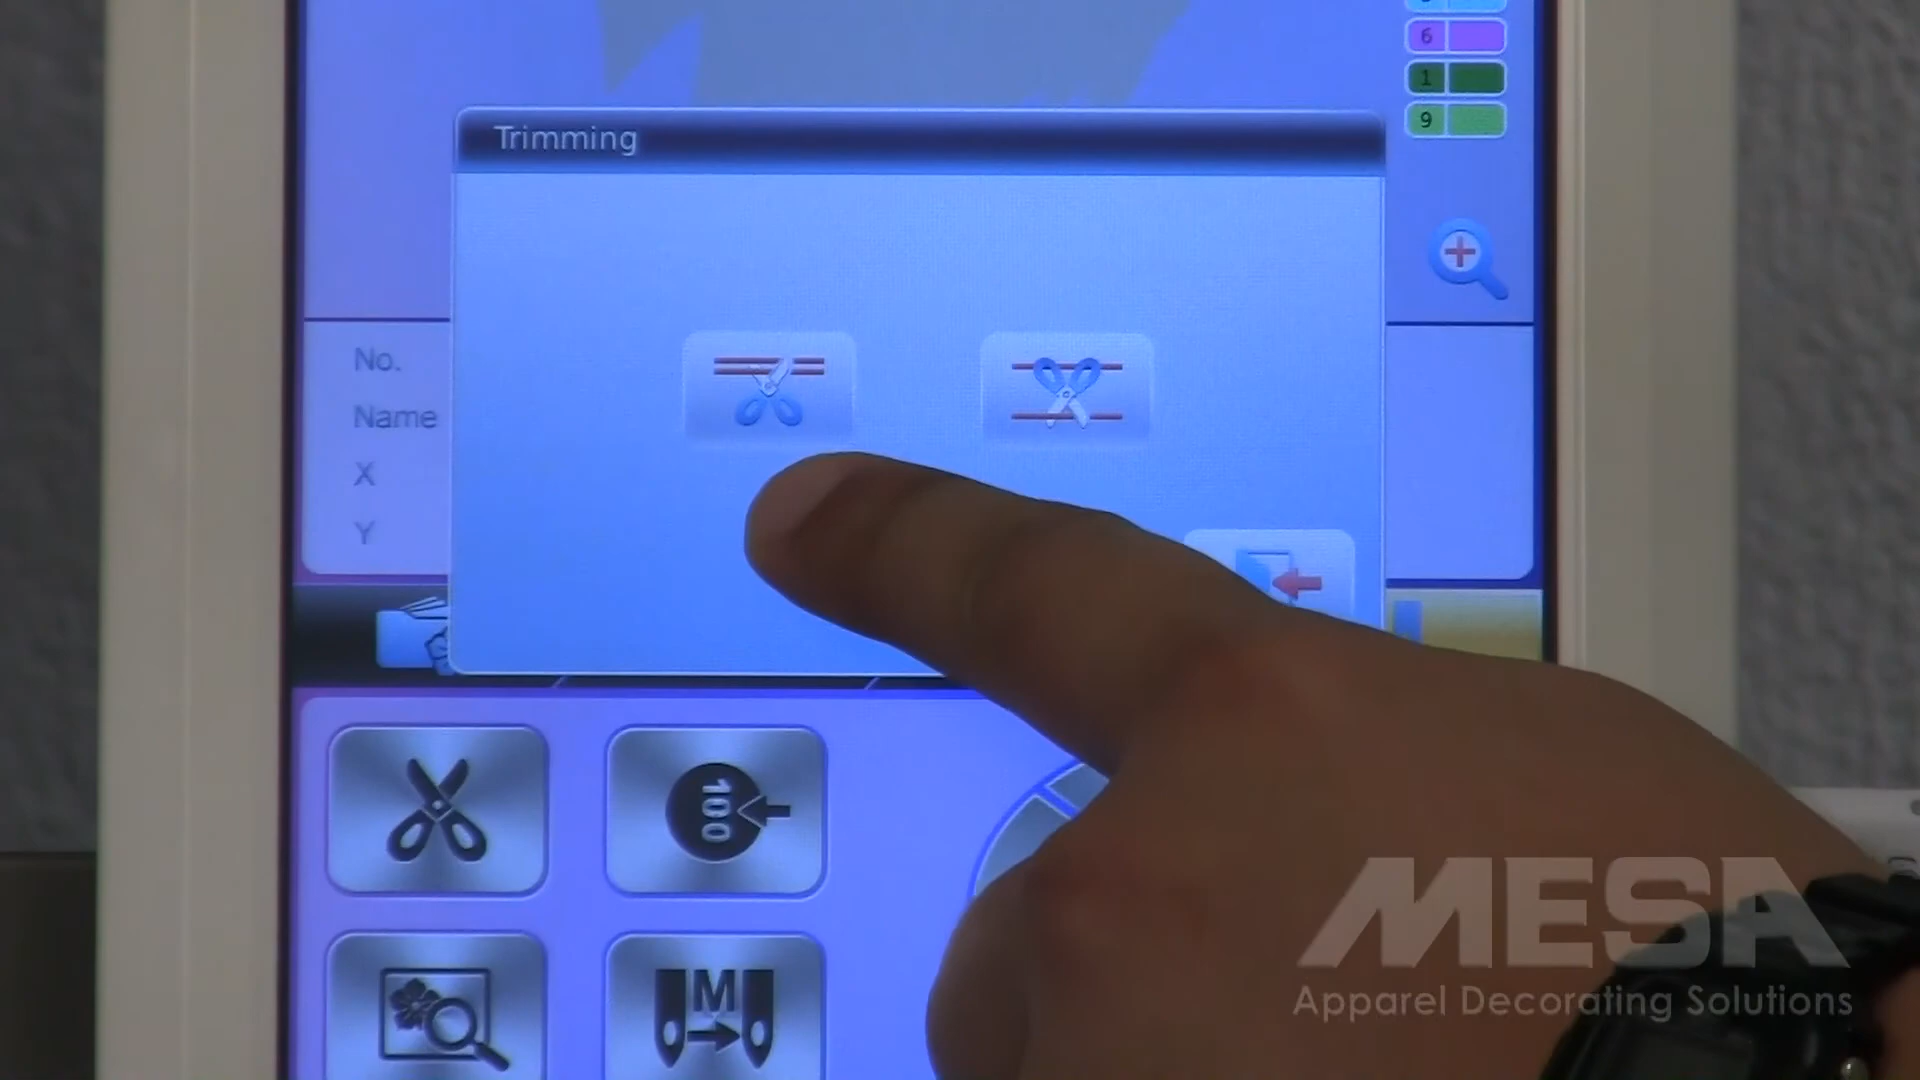 6
1
9
Trimming
No.
Name
X
Y
100
M
MESA
Apparel Decorating Solutions